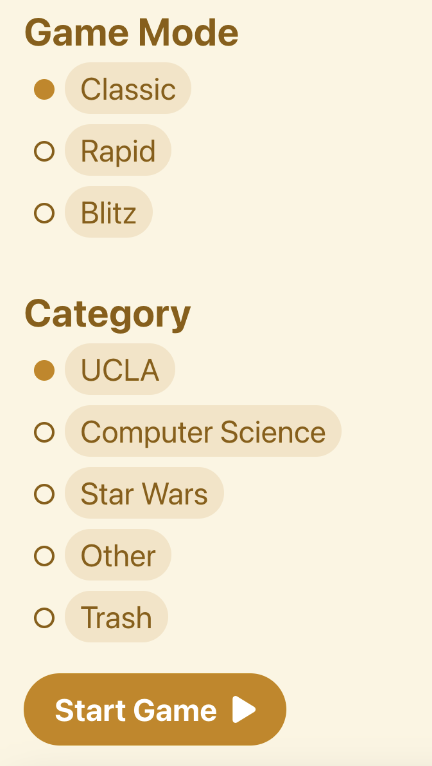 Game Mode
Classic
Rapid
Blitz
Category
UCLA
Computer Science
Star Wars
Other
Trash
Start Game